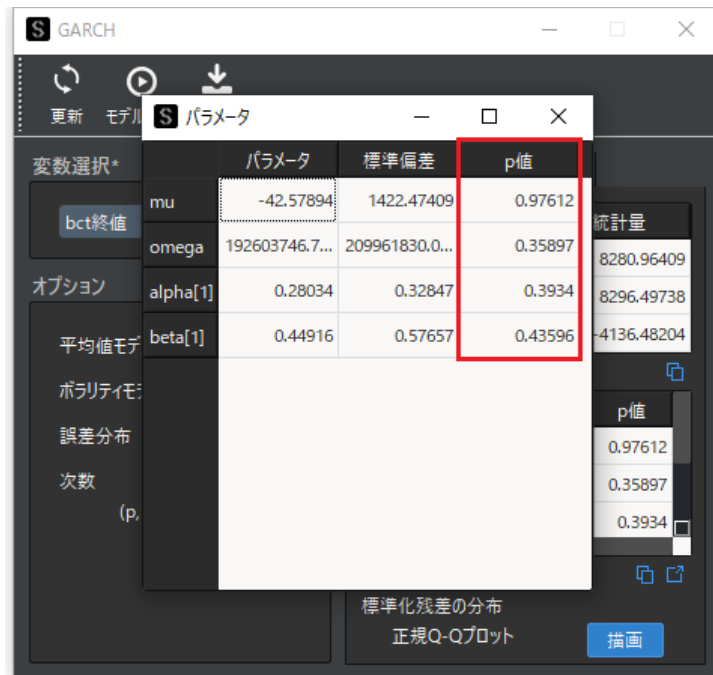 S GARCH
更新 モデル
S パラメータ
変数選択*
bct終値
オプション
平均値モデ
ボラリティモデ
誤差分布
次数
(p,
パラメータ 標準偏差 p値
mu -42.57894 1422.47409 0.97612
omega 192603746.7... 209961830.0... 0.35897
alpha[1] 0.28034 0.32847 0.3934
beta[1] 0.44916 0.57657 0.43596
統計量
8280.96409
8296.49738
-4136.48204
p値
0.97612
0.35897
0.3934
標準化残差の分布
正規Q-Qプロット 描画